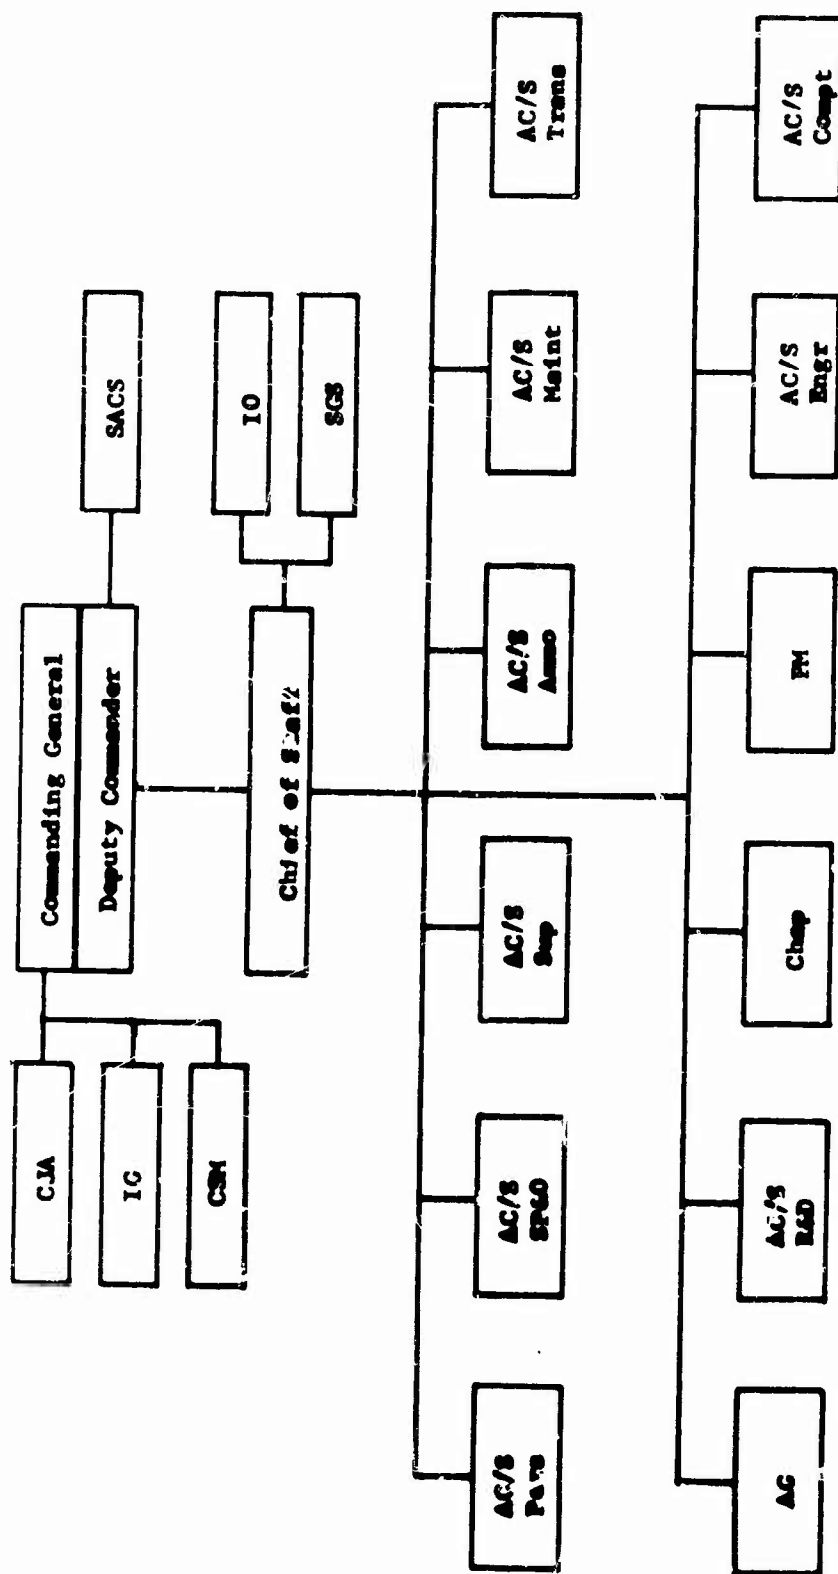 Commanding General
Deputy Commander
SACS
CJA
IG
CSM
Chief of Staff
IO
SGS
AC/S
Pers
AC/S
SP&O
AC/S
Sup
AC/S
Ammo
AC/S
Maint
AC/S
Trans
AG
AC/S
R&D
Chap
PM
AC/S
Engr
AC/S
Compt